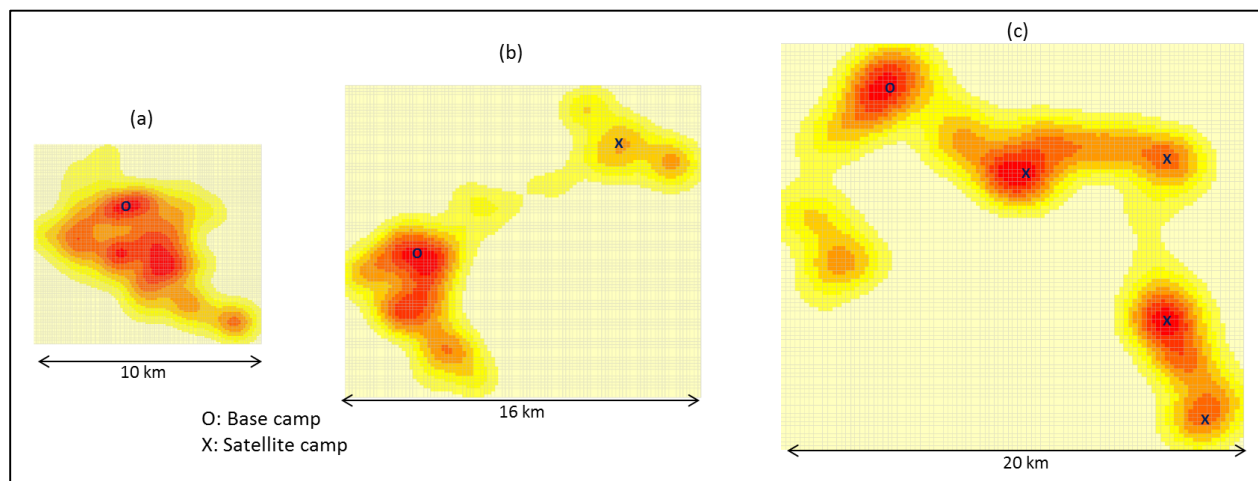 (a)
(b)
(c)
O
O
X
O
X
X
X
X
10 km
16 km
20 km
O: Base camp
X: Satellite camp